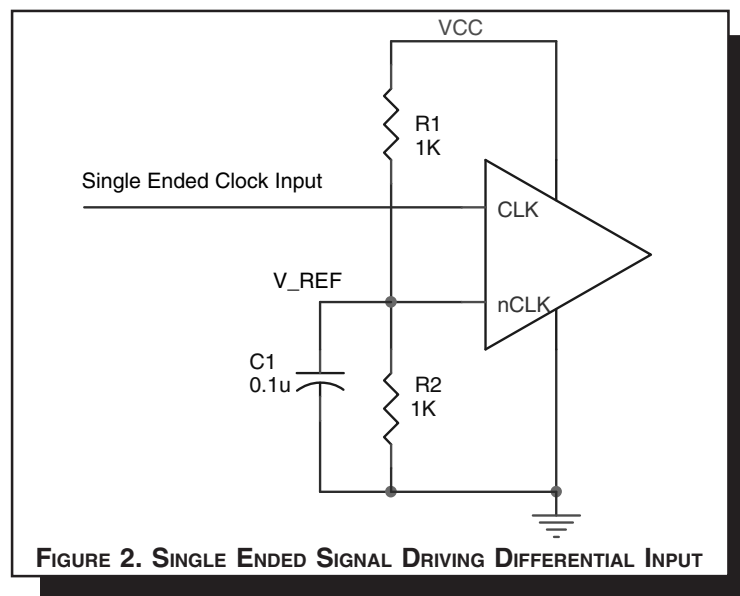 VCC
R1
1K
Single Ended Clock Input
CLK
V_REF
nCLK
C1
0.1u
R2
1K
FIGURE 2. SINGLE ENDED SIGNAL DRIVING DIFFERENTIAL INPUT